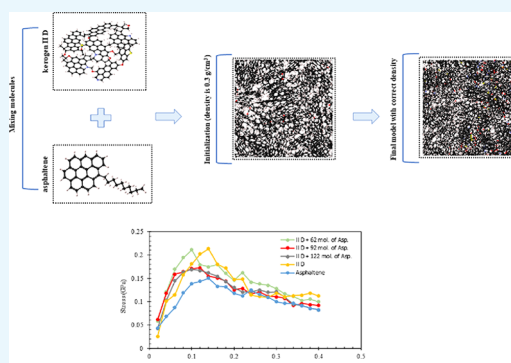 Mixing molecules
kerogen II D
asphaltene
Initialization (density is 0.3 g/cm³)
Final model with correct density
Stress(GPa)
0.25
0.2
0.15
0.1
0.05
0
0
0.1
0.2
0.3
0.4
0.5
II D + 62 mol. of Asp.
II D + 92 mol. of Asp.
II D + 122 mol. of Asp.
II D
Asphaltene